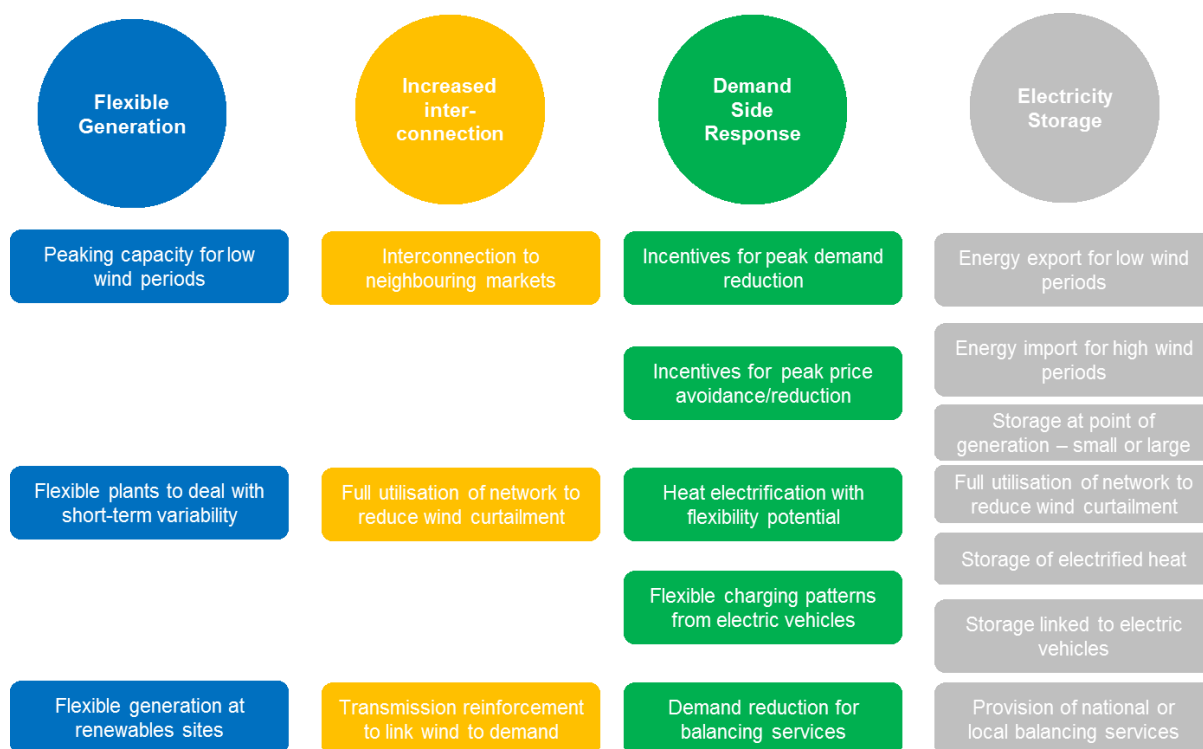 Flexible
Generation
Increased
inter-
connection
Demand
Side
Response
Electricity
Storage
Peaking capacity for low
wind periods
Interconnection to
neighbouring markets
Incentives for peak demand
reduction
Energy export for low wind
periods
Incentives for peak price
avoidance/reduction
Energy import for high wind
periods
Storage at point of
generation – small or large
Flexible plants to deal with
short-term variability
Full utilisation of network to
reduce wind curtailment
Heat electrification with
flexibility potential
Full utilisation of network to
reduce wind curtailment
Storage of electrified heat
Flexible charging patterns
from electric vehicles
Storage linked to electric
vehicles
Flexible generation at
renewables sites
Transmission reinforcement
to link wind to demand
Demand reduction for
balancing services
Provision of national or
local balancing services